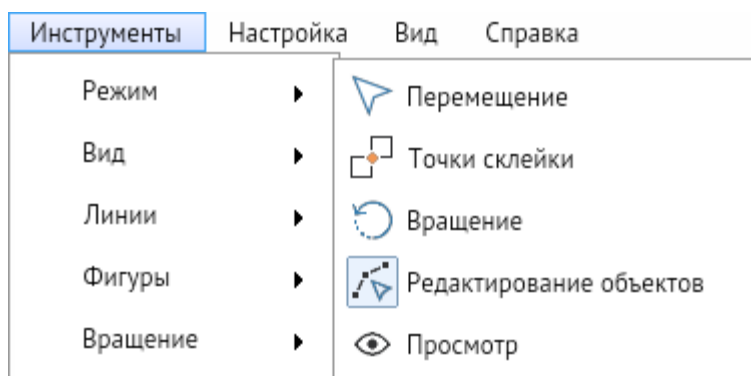 Инструменты Настройка Вид Справка
Режим
Вид
Линии
Фигуры
Вращение
Перемещение
Точки склейки
Вращение
Редактирование объектов
Просмотр